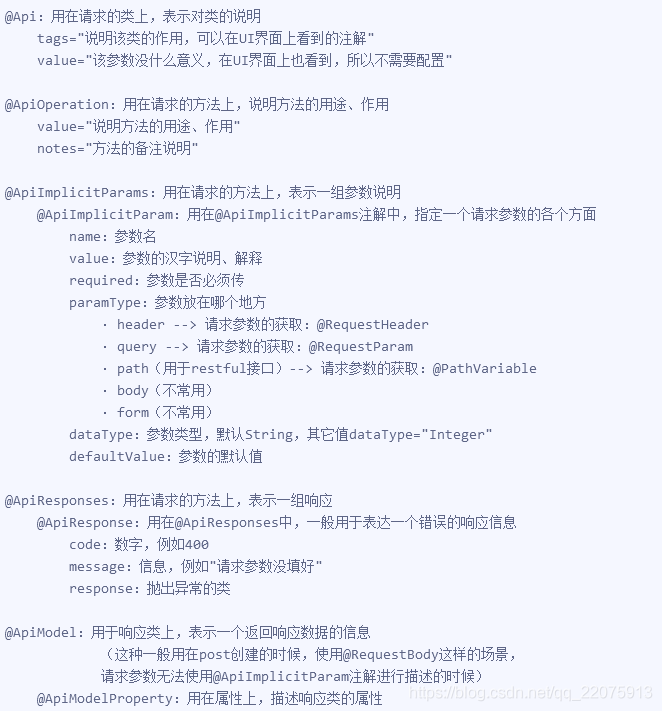 @Api：用在请求的类上，表示对类的说明
    tags="说明该类的作用，可以在UI界面上看到的注解"
    value="该参数没什么意义，在UI界面上也看到，所以不需要配置"

@ApiOperation：用在请求的方法上，说明方法的用途、作用
    value="说明方法的用途、作用"
    notes="方法的备注说明"

@ApiImplicitParams：用在请求的方法上，表示一组参数说明
    @ApiImplicitParam：用在@ApiImplicitParams注解中，指定一个请求参数的各个方面
        name：参数名
        value：参数的汉字说明、解释
        required：参数是否必须传
        paramType：参数放在哪个地方
            · header --> 请求参数的获取：@RequestHeader
            · query --> 请求参数的获取：@RequestParam
            · path（用于restful接口）--> 请求参数的获取：@PathVariable
            · body（不常用）
            · form（不常用）
        dataType：参数类型，默认String，其它值dataType="Integer"
        defaultValue：参数的默认值

@ApiResponses：用在请求的方法上，表示一组响应
    @ApiResponse：用在@ApiResponses中，一般用于表达一个错误的响应信息
        code：数字，例如400
        message：信息，例如"请求参数没填好"
        response：抛出异常的类

@ApiModel：用于响应类上，表示一个返回响应数据的信息
            （这种一般用在post创建的时候，使用@RequestBody这样的场景，
            请求参数无法使用@ApiImplicitParam注解进行描述的时候）
    @ApiModelProperty：用在属性上，描述响应类的属性
https://blog.csdn.net/qq_22075913